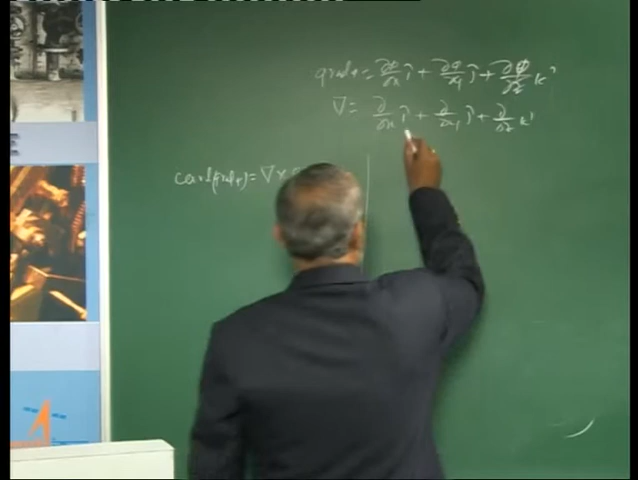 grad φ = ∂φ/∂x î + ∂φ/∂y ĵ + ∂φ/∂z k̂
∇ = ∂/∂x î + ∂/∂y ĵ + ∂/∂z k̂
curl(grad φ) = ∇ ×